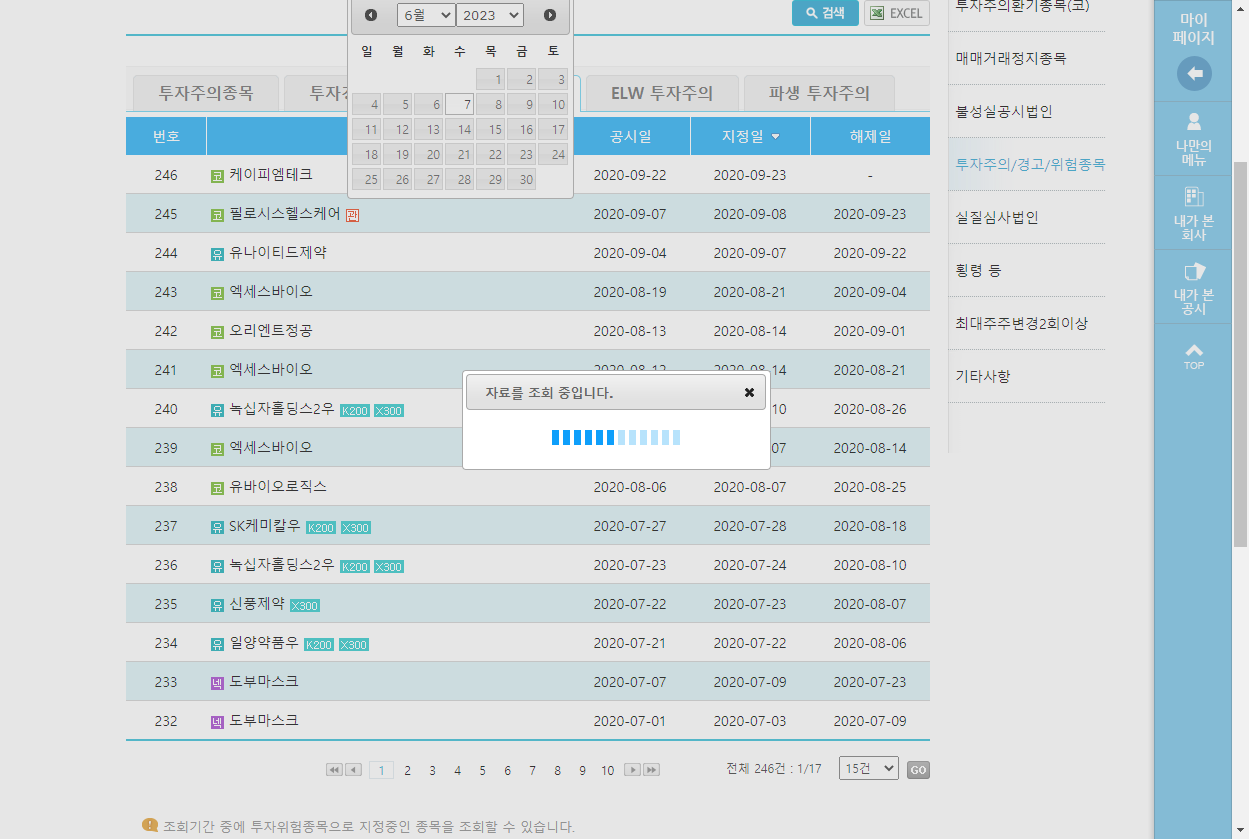 6월 2023
검색 EXCEL
일 월 화 수 목 금 토
1 2 3
4 5 6 7 8 9 10
11 12 13 14 15 16 17
18 19 20 21 22 23 24
25 26 27 28 29 30
투자주의종목 ELW 투자주의 파생 투자주의
번호 공시일 지정일 해제일
246 코 케이피엠테크 2020-09-22 2020-09-23 -
245 코 필로시스헬스케어 관 2020-09-07 2020-09-08 2020-09-23
244 유 유나이티드제약 2020-09-04 2020-09-07 2020-09-22
243 코 엑세스바이오 2020-08-19 2020-08-21 2020-09-04
242 코 오리엔트정공 2020-08-13 2020-08-14 2020-09-01
241 코 엑세스바이오 2020-08-21
240 유 녹십자홀딩스2우 K200 X300 10 2020-08-26
239 코 엑세스바이오 07 2020-08-14
238 코 유바이오로직스 2020-08-06 2020-08-07 2020-08-25
237 유 SK케미칼우 K200 X300 2020-07-27 2020-07-28 2020-08-18
236 유 녹십자홀딩스2우 K200 X300 2020-07-23 2020-07-24 2020-08-10
235 유 신풍제약 X300 2020-07-22 2020-07-23 2020-08-07
234 유 일양약품우 K200 X300 2020-07-21 2020-07-22 2020-08-06
233 넥 도부마스크 2020-07-07 2020-07-09 2020-07-23
232 넥 도부마스크 2020-07-01 2020-07-03 2020-07-09
자료를 조회 중입니다.
1 2 3 4 5 6 7 8 9 10 전체 246건 : 1/17 15건 GO
조회기간 중에 투자위험종목으로 지정중인 종목을 조회할 수 있습니다.
투자주의환기종목(코)
매매거래정지종목
불성실공시법인
투자주의/경고/위험종목
실질심사법인
횡령 등
최대주주변경2회이상
기타사항
마이
페이지
나만의
메뉴
내가 본
회사
내가 본
공시
TOP